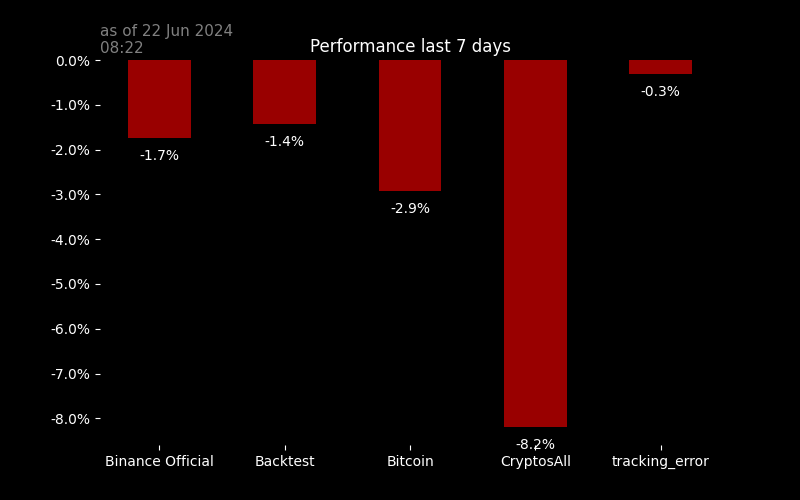 as of 22 Jun 2024
08:22
Performance last 7 days
0.0%
-1.0%
-2.0%
-3.0%
-4.0%
-5.0%
-6.0%
-7.0%
-8.0%
-1.7%
-1.4%
-2.9%
-8.2%
-0.3%
Binance Official
Backtest
Bitcoin
CryptosAll
tracking_error